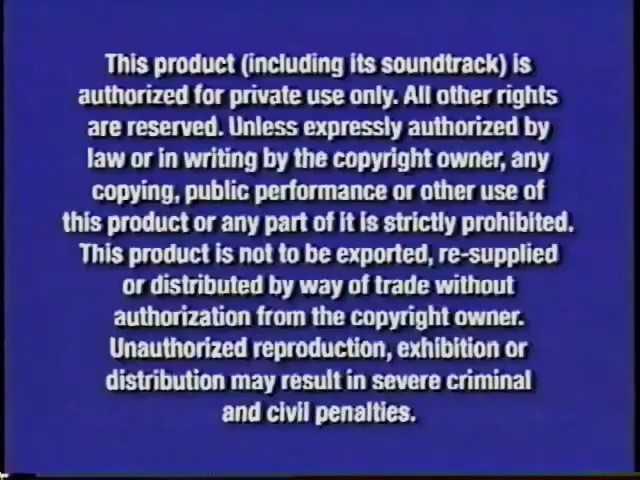 This product (including its soundtrack) is
authorized for private use only. All other rights
are reserved. Unless expressly authorized by
law or in writing by the copyright owner, any
copying, public performance or other use of
this product or any part of it is strictly prohibited.
This product is not to be exported, re-supplied
or distributed by way of trade without
authorization from the copyright owner.
Unauthorized reproduction, exhibition or
distribution may result in severe criminal
and civil penalties.